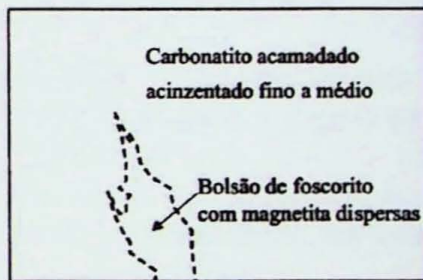 Carbonatito acamadado
acinzentado fino a médio
Bolsão de foscorito
com magnetita dispersas